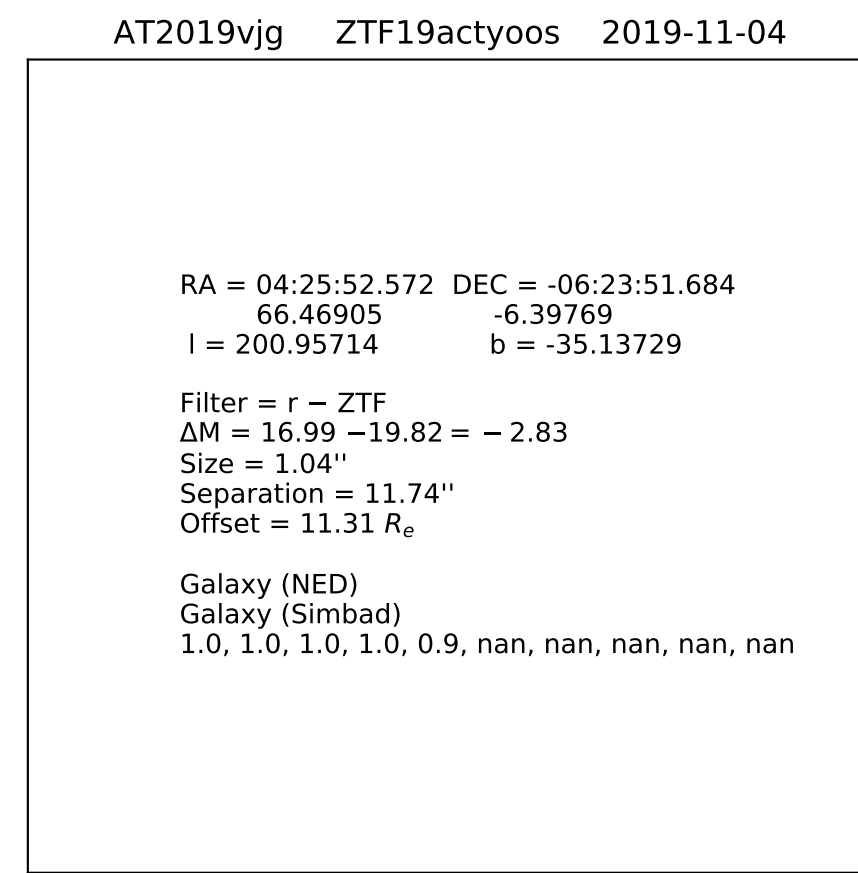 AT2019vjg ZTF19actyoos 2019-11-04
RA = 04:25:52.572 DEC = -06:23:51.684
66.46905 -6.39769
l = 200.95714 b = -35.13729
Filter = r − ZTF
ΔM = 16.99 −19.82 = − 2.83
Size = 1.04''
Separation = 11.74''
Offset = 11.31 Re
Galaxy (NED)
Galaxy (Simbad)
1.0, 1.0, 1.0, 1.0, 0.9, nan, nan, nan, nan, nan